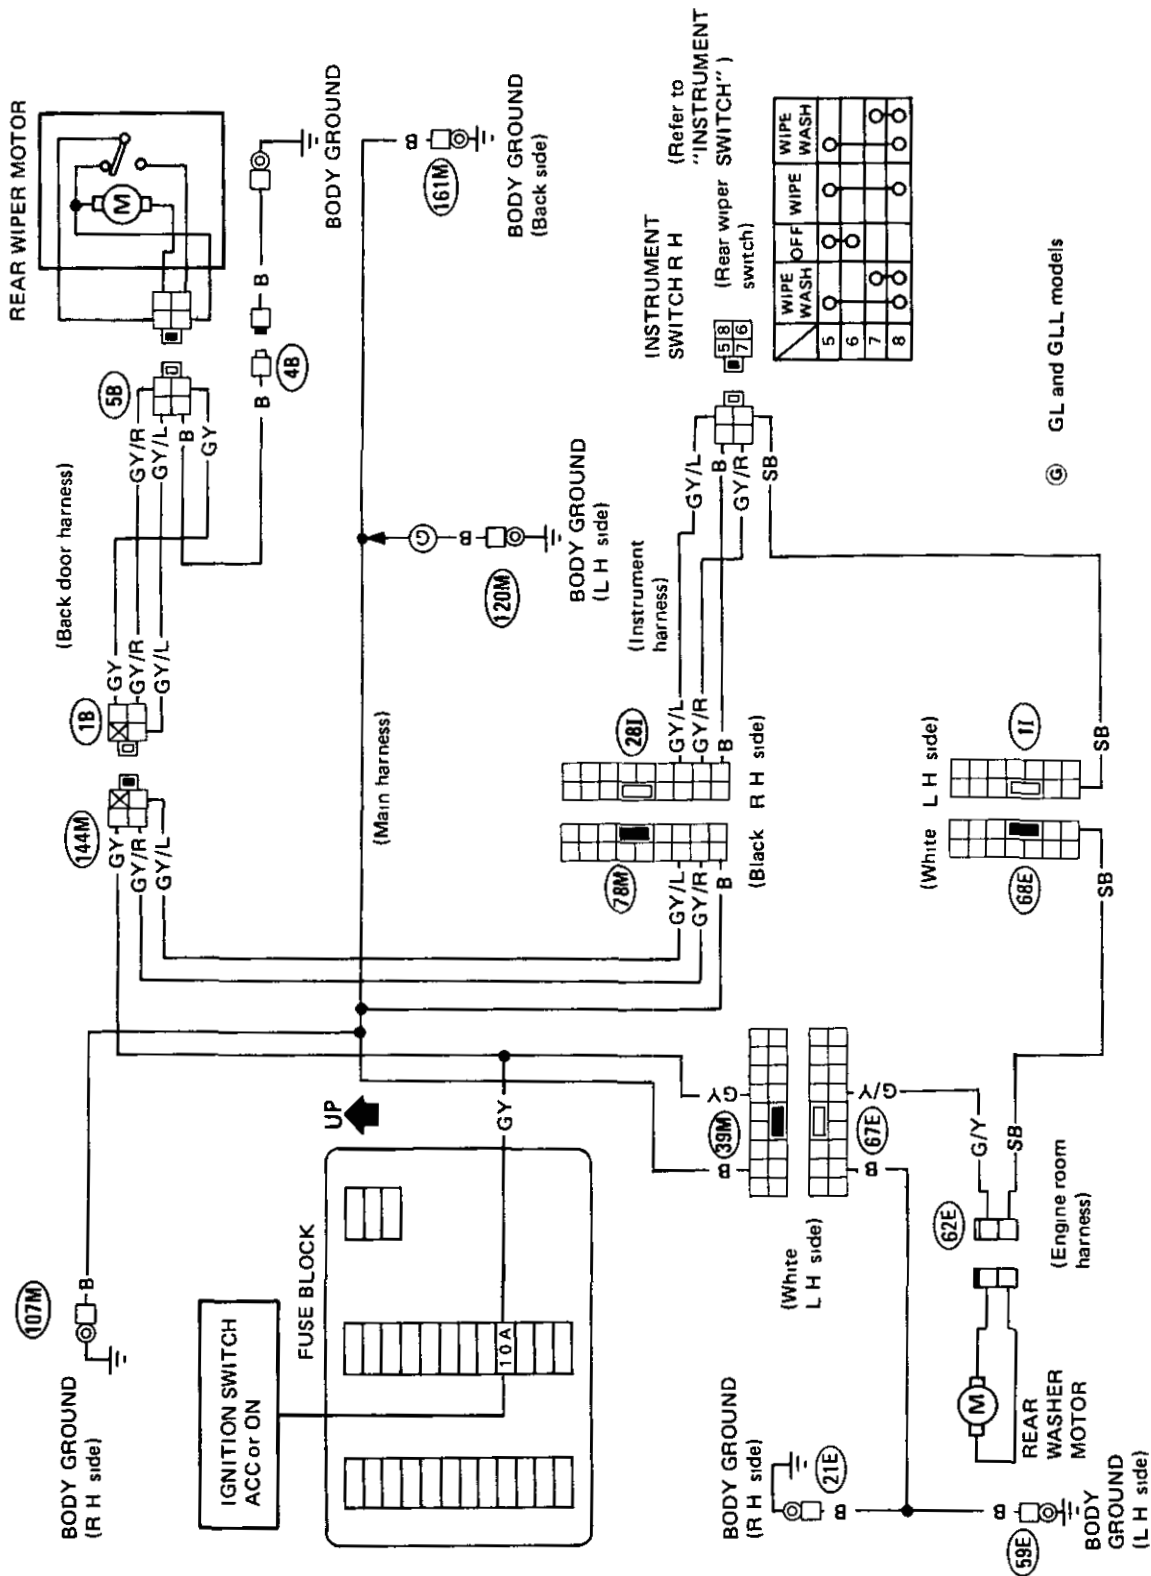 REAR WIPER MOTOR
M
5B
GY/R
GY/L
B
GY
(Back door harness)
4B
B
B
BODY GROUND
1B
GY
GY/R
GY/L
144M
GY
GY/R
GY/L
B
161M
BODY GROUND
(Back side)
(Main harness)
G
B
120M
BODY GROUND
(L H side)
107M
B
BODY GROUND
(R H side)
IGNITION SWITCH
ACC or ON
FUSE BLOCK
10A
UP
GY
INSTRUMENT
SWITCH R H
(Rear wiper
switch)
(Refer to
"INSTRUMENT
SWITCH")
5 8
7 6
WIPE
WASH
OFF
WIPE
WIPE
WASH
5
6
7
8
GY/L
B
GY/R
SB
(Instrument
harness)
28I
GY/L
GY/R
B
78M
GY/L
GY/R
B
(Black R H side)
(White L H side)
1I
SB
68E
SB
39M
GY
B
67E
G/Y
B
(White
L H side)
62E
G/Y
SB
(Engine room
harness)
M
REAR
WASHER
MOTOR
BODY GROUND
(R H side)
21E
B
B
59E
BODY
GROUND
(L H side)
G GL and GLL models